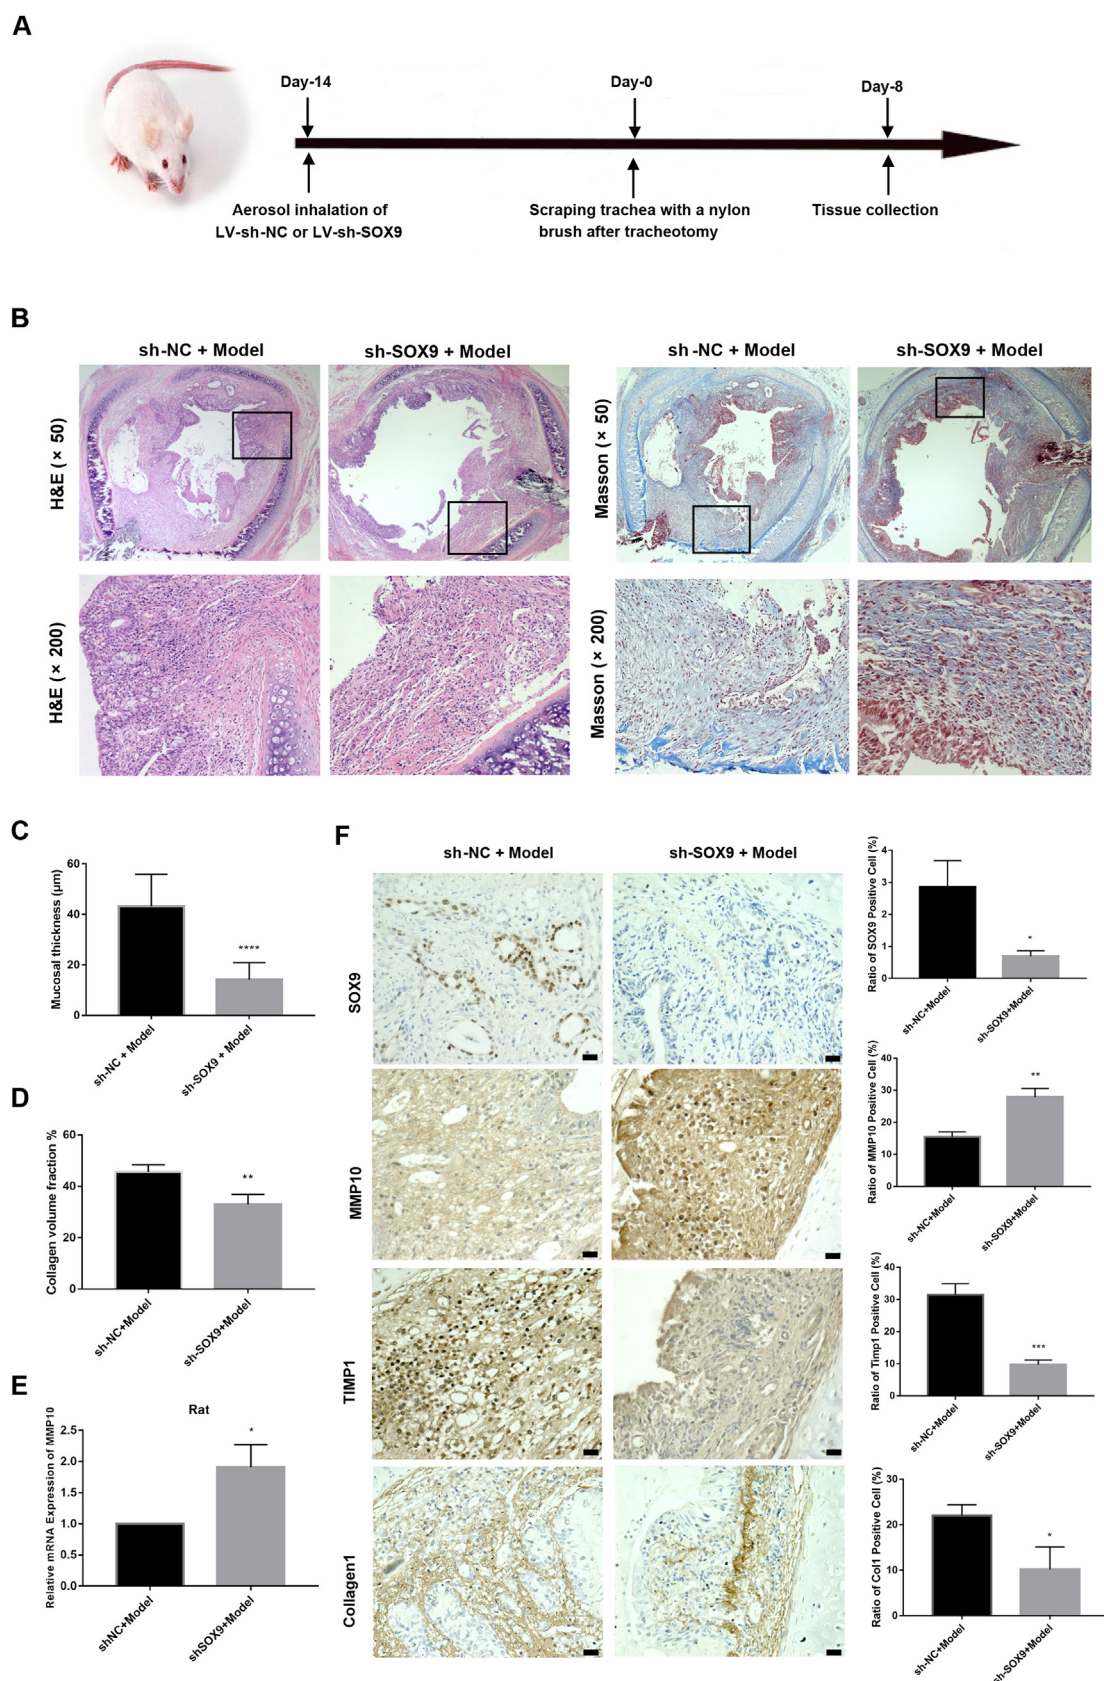 A
Day-14
Day-0
Day-8
Aerosol inhalation of
LV-sh-NC or LV-sh-SOX9
Scraping trachea with a nylon
brush after tracheotomy
Tissue collection
B
sh-NC + Model
sh-SOX9 + Model
sh-NC + Model
sh-SOX9 + Model
H&E (× 50)
Masson (× 50)
H&E (× 200)
Masson (× 200)
C
Mucosal thickness (μm)
60
40
20
0
****
sh-NC + Model
sh-SOX9 + Model
D
Collagen volume fraction %
60
40
20
0
**
sh-NC+Model
sh-SOX9+Model
E
Rat
Relative mRNA Expression of MMP10
2.5
2.0
1.5
1.0
0.5
0.0
*
shNC+Model
shSOX9+Model
F
sh-NC + Model
sh-SOX9 + Model
SOX9
MMP10
TIMP1
Collagen1
Ratio of SOX9 Positive Cell (%)
4
3
2
1
0
*
sh-NC+Model
sh-SOX9+Model
Ratio of MMP10 Positive Cell (%)
40
30
20
10
0
**
sh-NC+Model
sh-SOX9+Model
Ratio of Timp1 Positive Cell (%)
40
30
20
10
0
***
sh-NC+Model
sh-SOX9+Model
Ratio of Col1 Positive Cell (%)
30
20
10
0
*
sh-NC+Model
sh-SOX9+Model